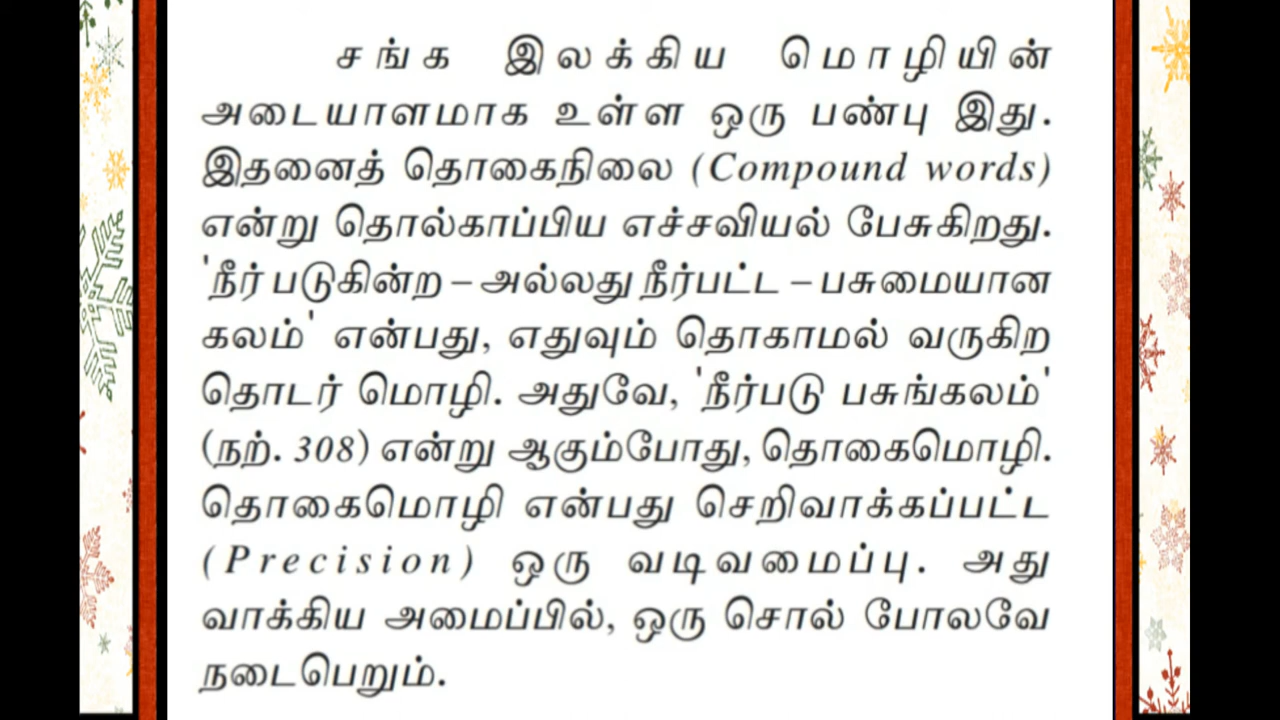 சங்க இலக்கிய மொழியின்
அடையாளமாக உள்ள ஒரு பண்பு இது.
இதனைத் தொகைநிலை (Compound words)
என்று தொல்காப்பிய எச்சவியல் பேசுகிறது.
'நீர் படுகின்ற – அல்லது நீர்பட்ட – பசுமையான
கலம்' என்பது, எதுவும் தொகாமல் வருகிற
தொடர் மொழி. அதுவே, 'நீர்படு பசுங்கலம்'
(நற். 308) என்று ஆகும்போது, தொகைமொழி.
தொகைமொழி என்பது செறிவாக்கப்பட்ட
(Precision) ஒரு வடிவமைப்பு. அது
வாக்கிய அமைப்பில், ஒரு சொல் போலவே
நடைபெறும்.